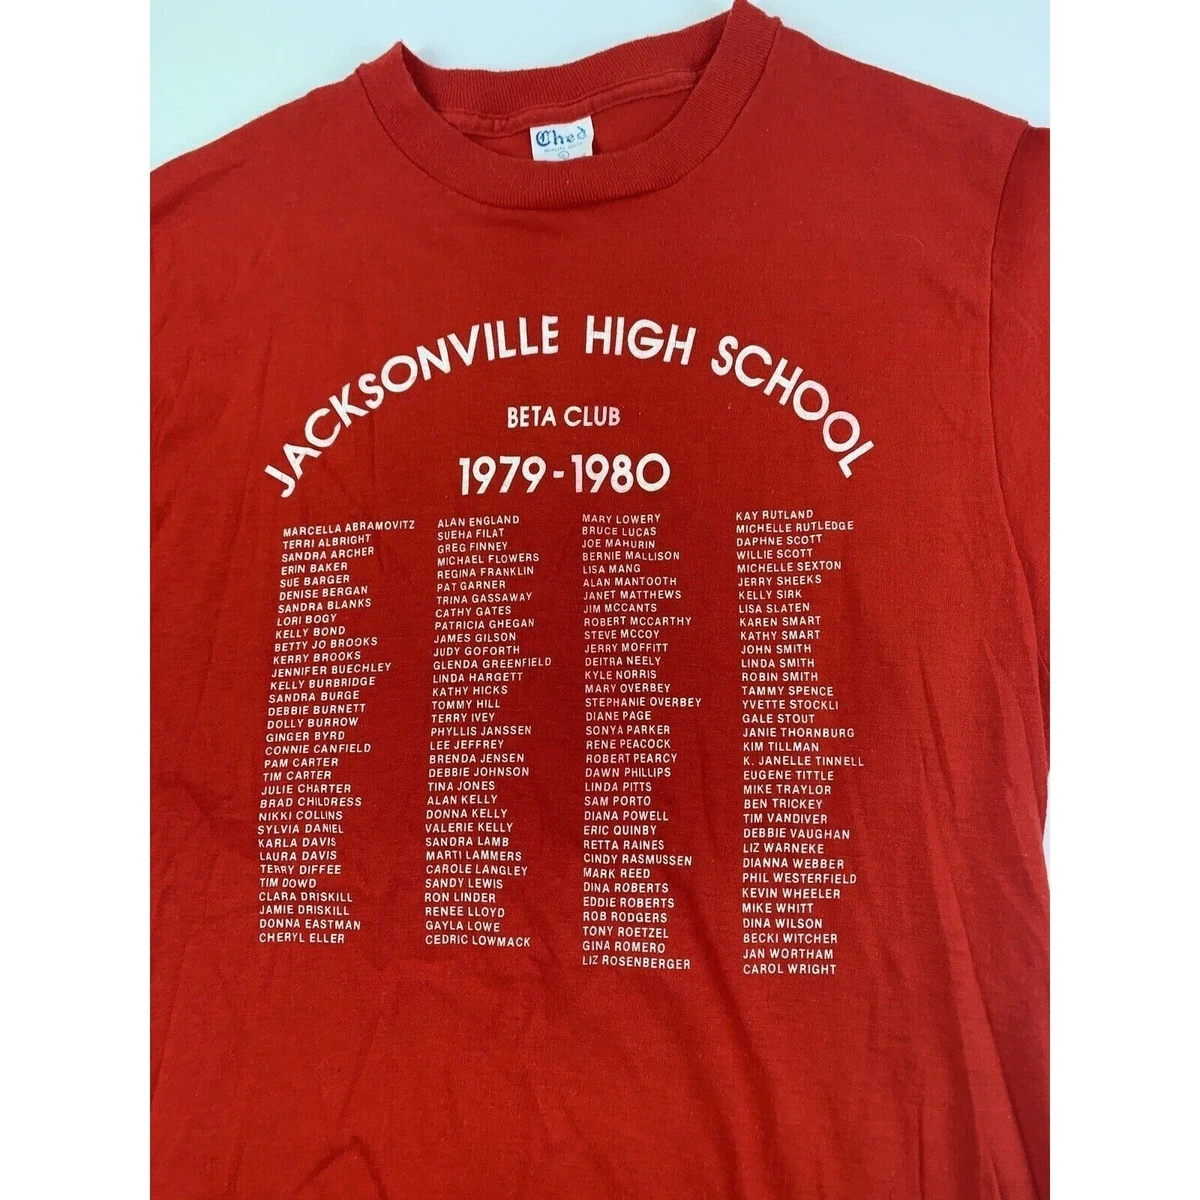 Ched
JACKSONVILLE HIGH SCHOOL
BETA CLUB
1979-1980
MARCELLA ABRAMOVITZ
TERRI ALBRIGHT
SANDRA ARCHER
ERIN BAKER
SUE BARGER
DENISE BERGAN
SANDRA BLANKS
LORI BOGY
KELLY BOND
BETTY JO BROOKS
KERRY BROOKS
JENNIFER BUECHLEY
KELLY BURBRIDGE
SANDRA BURGE
DEBBIE BURNETT
DOLLY BURROW
GINGER BYRD
CONNIE CANFIELD
PAM CARTER
TIM CARTER
JULIE CHARTER
BRAD CHILDRESS
NIKKI COLLINS
SYLVIA DANIEL
KARLA DAVIS
LAURA DAVIS
TERRY DIFFEE
TIM DOWD
CLARA DRISKILL
JAMIE DRISKILL
DONNA EASTMAN
CHERYL ELLER
ALAN ENGLAND
SUEHA FILAT
GREG FINNEY
MICHAEL FLOWERS
REGINA FRANKLIN
PAT GARNER
TRINA GASSAWAY
CATHY GATES
PATRICIA GHEGAN
JAMES GILSON
JUDY GOFORTH
GLENDA GREENFIELD
LINDA HARGETT
KATHY HICKS
TOMMY HILL
TERRY IVEY
PHYLLIS JANSSEN
LEE JEFFREY
BRENDA JENSEN
DEBBIE JOHNSON
TINA JONES
ALAN KELLY
DONNA KELLY
VALERIE KELLY
SANDRA LAMB
MARTI LAMMERS
CAROLE LANGLEY
SANDY LEWIS
RON LINDER
RENEE LLOYD
GAYLA LOWE
CEDRIC LOWMACK
MARY LOWERY
BRUCE LUCAS
JOE MAHURIN
BERNIE MALLISON
LISA MANG
ALAN MANTOOTH
JANET MATTHEWS
JIM MCCANTS
ROBERT MCCARTHY
STEVE MCCOY
JERRY MOFFITT
DEITRA NEELY
KYLE NORRIS
MARY OVERBEY
STEPHANIE OVERBEY
DIANE PAGE
SONYA PARKER
RENE PEACOCK
ROBERT PEARCY
DAWN PHILLIPS
LINDA PITTS
SAM PORTO
DIANA POWELL
ERIC QUINBY
RETTA RAINES
CINDY RASMUSSEN
MARK REED
DINA ROBERTS
EDDIE ROBERTS
ROB RODGERS
TONY ROETZEL
GINA ROMERO
LIZ ROSENBERGER
KAY RUTLAND
MICHELLE RUTLEDGE
DAPHNE SCOTT
WILLIE SCOTT
MICHELLE SEXTON
JERRY SHEEKS
KELLY SIRK
LISA SLATEN
KAREN SMART
KATHY SMART
JOHN SMITH
LINDA SMITH
ROBIN SMITH
TAMMY SPENCE
YVETTE STOCKLI
GALE STOUT
JANIE THORNBURG
KIM TILLMAN
K. JANELLE TINNELL
EUGENE TITTLE
MIKE TRAYLOR
BEN TRICKEY
TIM VANDIVER
DEBBIE VAUGHAN
LIZ WARNEKE
DIANNA WEBBER
PHIL WESTERFIELD
KEVIN WHEELER
MIKE WHITT
DINA WILSON
BECKI WITCHER
JAN WORTHAM
CAROL WRIGHT